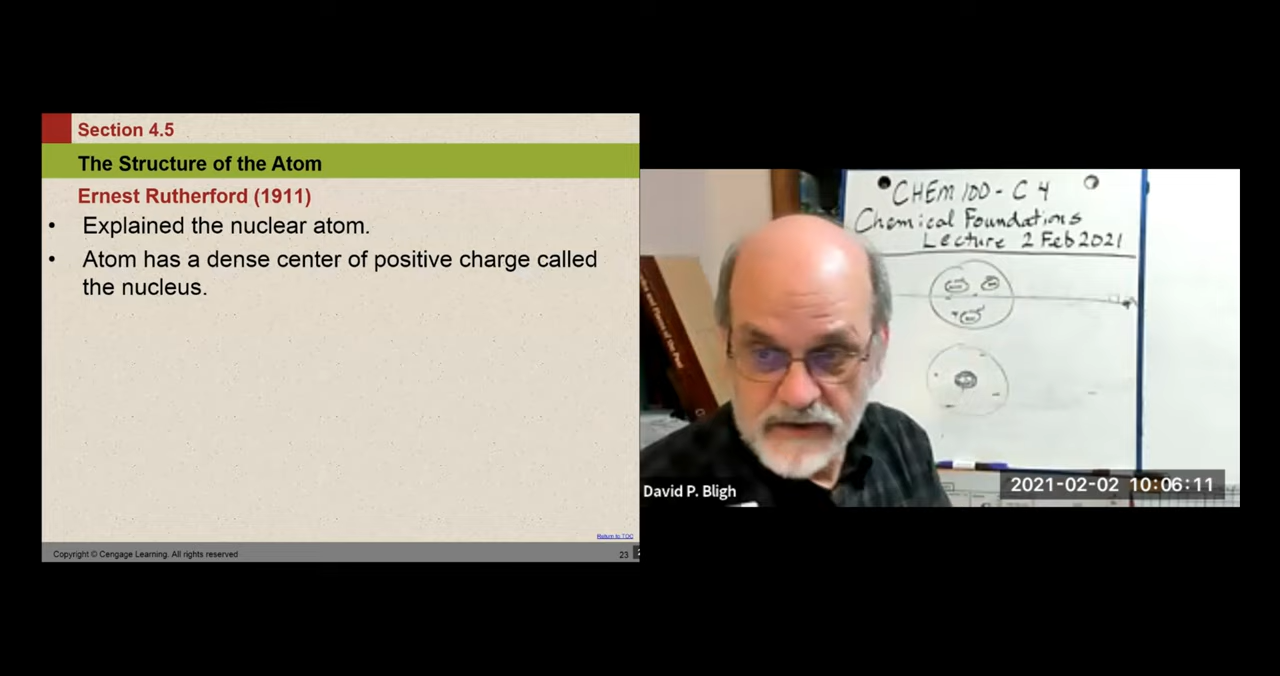 Section 4.5
The Structure of the Atom
Ernest Rutherford (1911)
• Explained the nuclear atom.
• Atom has a dense center of positive charge called
the nucleus.
Return to TOC
Copyright © Cengage Learning. All rights reserved
23
CHEM 100 - C 4
Chemical Foundations
Lecture 2 Feb 2021
David P. Bligh
2021-02-02 10:06:11